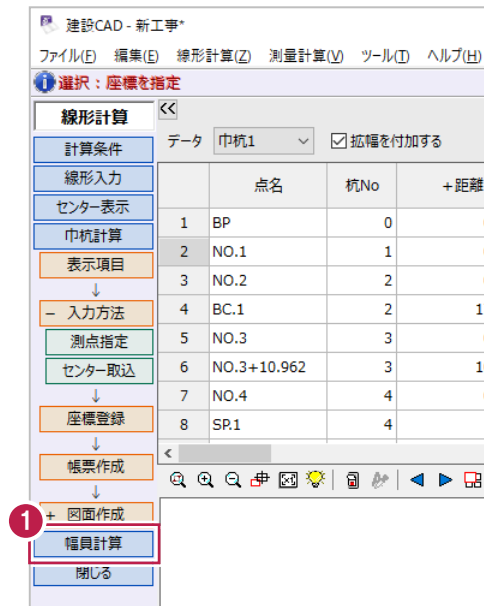 建設CAD - 新工事*
ファイル(F) 編集(E) 線形計算(Z) 測量計算(V) ツール(T) ヘルプ(H)
選択：座標を指定
線形計算
計算条件
線形入力
センター表示
巾杭計算
表示項目
↓
− 入力方法
測点指定
センター取込
↓
座標登録
↓
帳票作成
↓
+ 図面作成
1
幅員計算
閉じる
<<
データ 巾杭1 拡幅を付加する
点名 杭No +距離
1 BP 0
2 NO.1 1
3 NO.2 2
4 BC.1 2 1
5 NO.3 3
6 NO.3+10.962 3 1
7 NO.4 4
8 SP.1 4